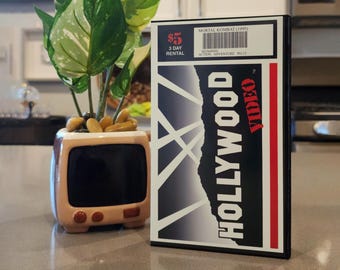 $5
3 DAY
RENTAL
MORTAL KOMBAT (1995)
HOLLYWOOD
VIDEO